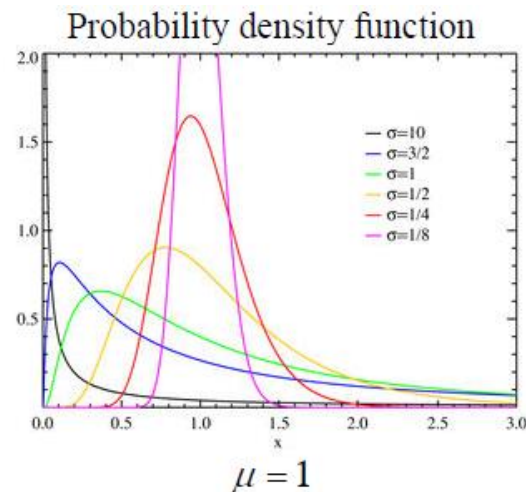 Probability density function
2.0
1.5
1.0
0.5
σ=10
σ=3/2
σ=1
σ=1/2
σ=1/4
σ=1/8
0.0 0.5 1.0 1.5 2.0 2.5 3.0
x
μ = 1